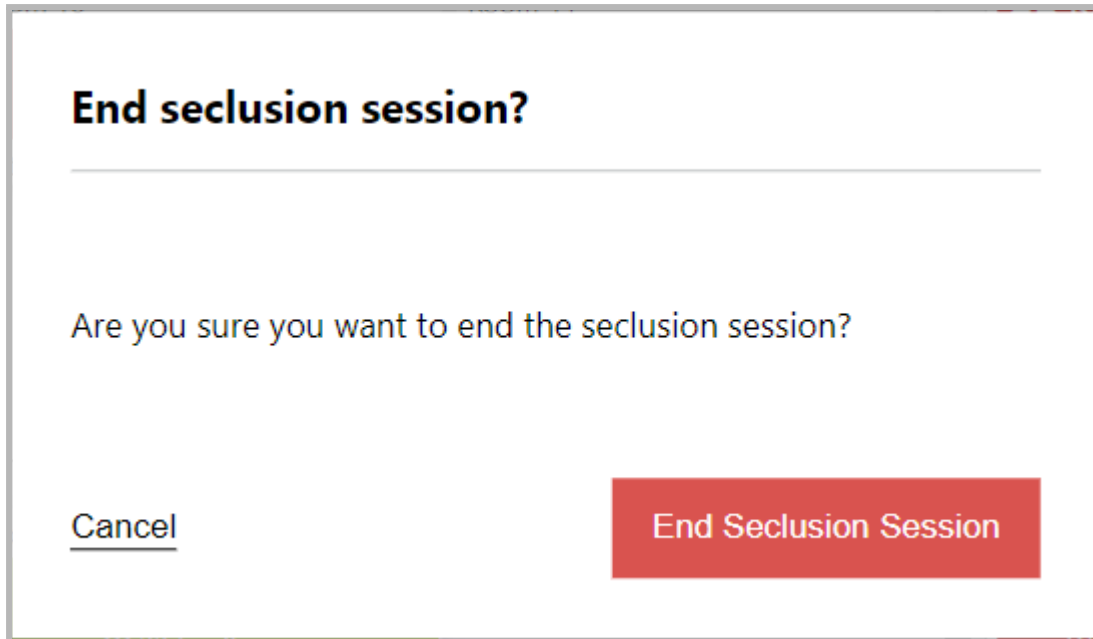 End seclusion session?
Are you sure you want to end the seclusion session?
Cancel
End Seclusion Session